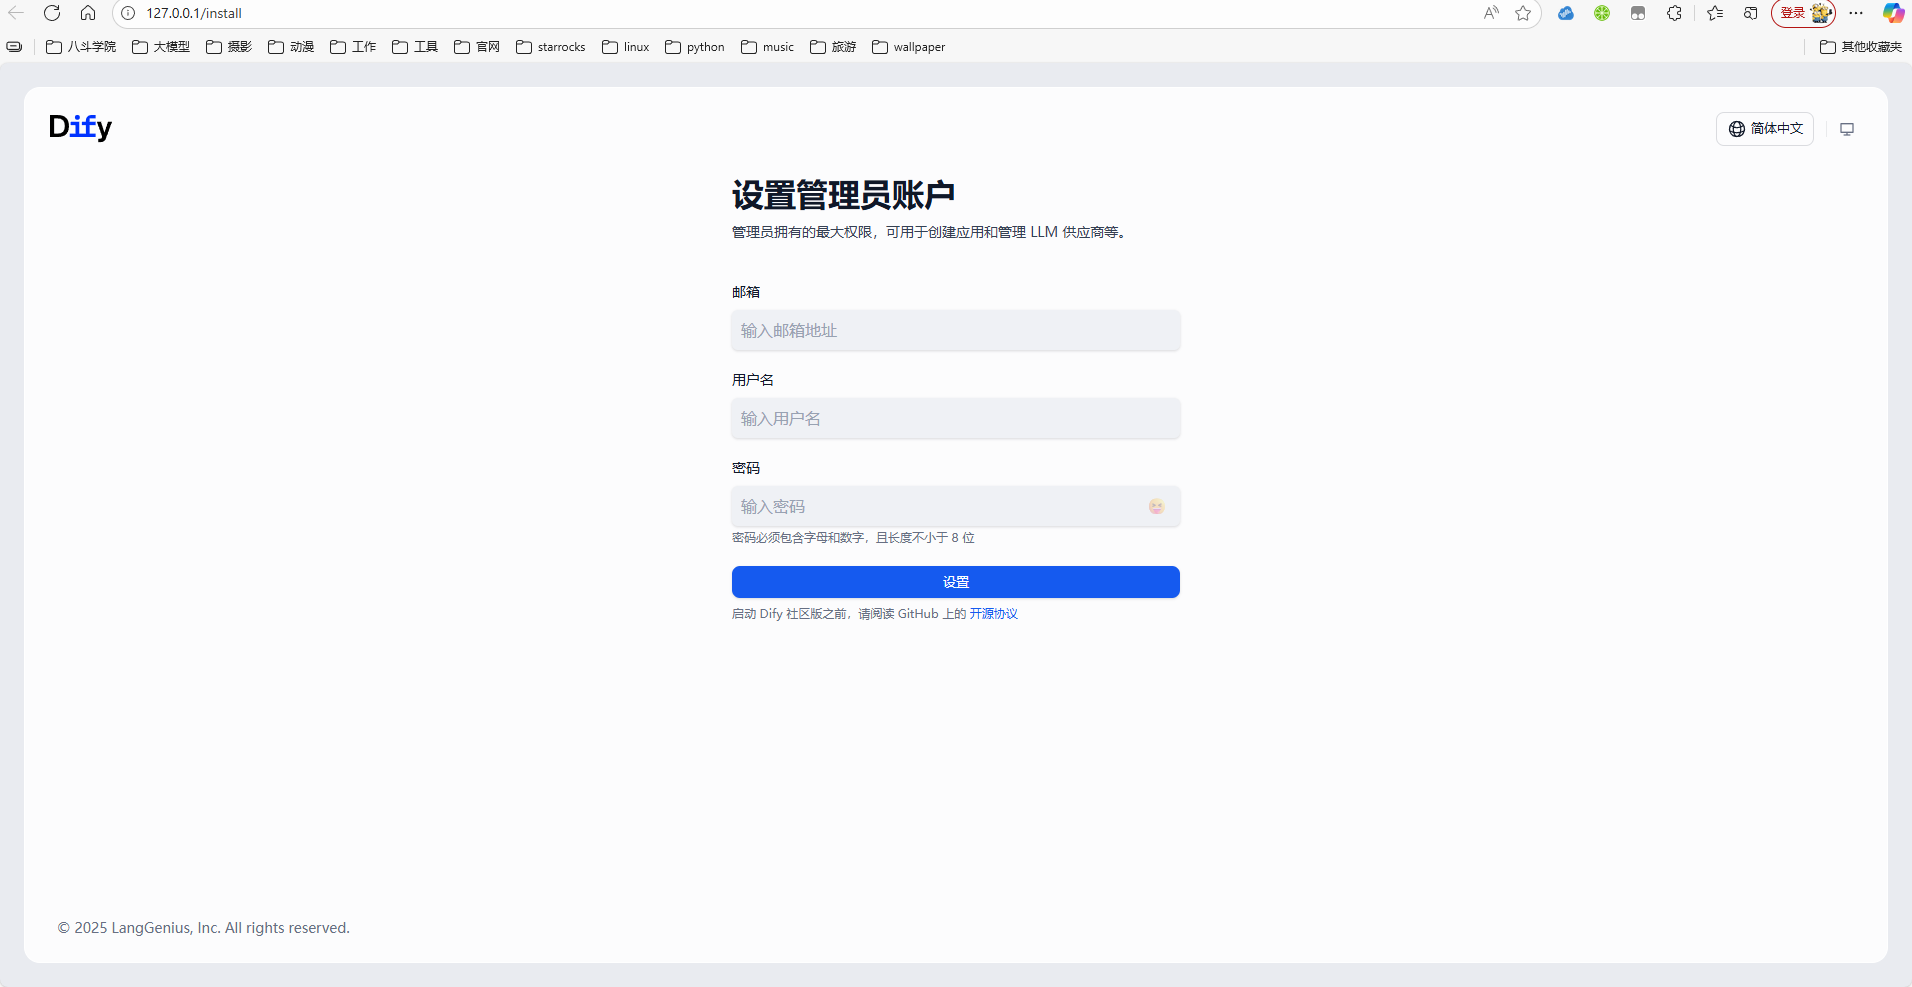 127.0.0.1/install
登录
八斗学院 大模型 摄影 动漫 工作 工具 官网 starrocks linux python music 旅游 wallpaper 其他收藏夹
Dify
简体中文
设置管理员账户
管理员拥有的最大权限，可用于创建应用和管理 LLM 供应商等。
邮箱
输入邮箱地址
用户名
输入用户名
密码
输入密码
密码必须包含字母和数字，且长度不小于 8 位
设置
启动 Dify 社区版之前，请阅读 GitHub 上的 开源协议
© 2025 LangGenius, Inc. All rights reserved.